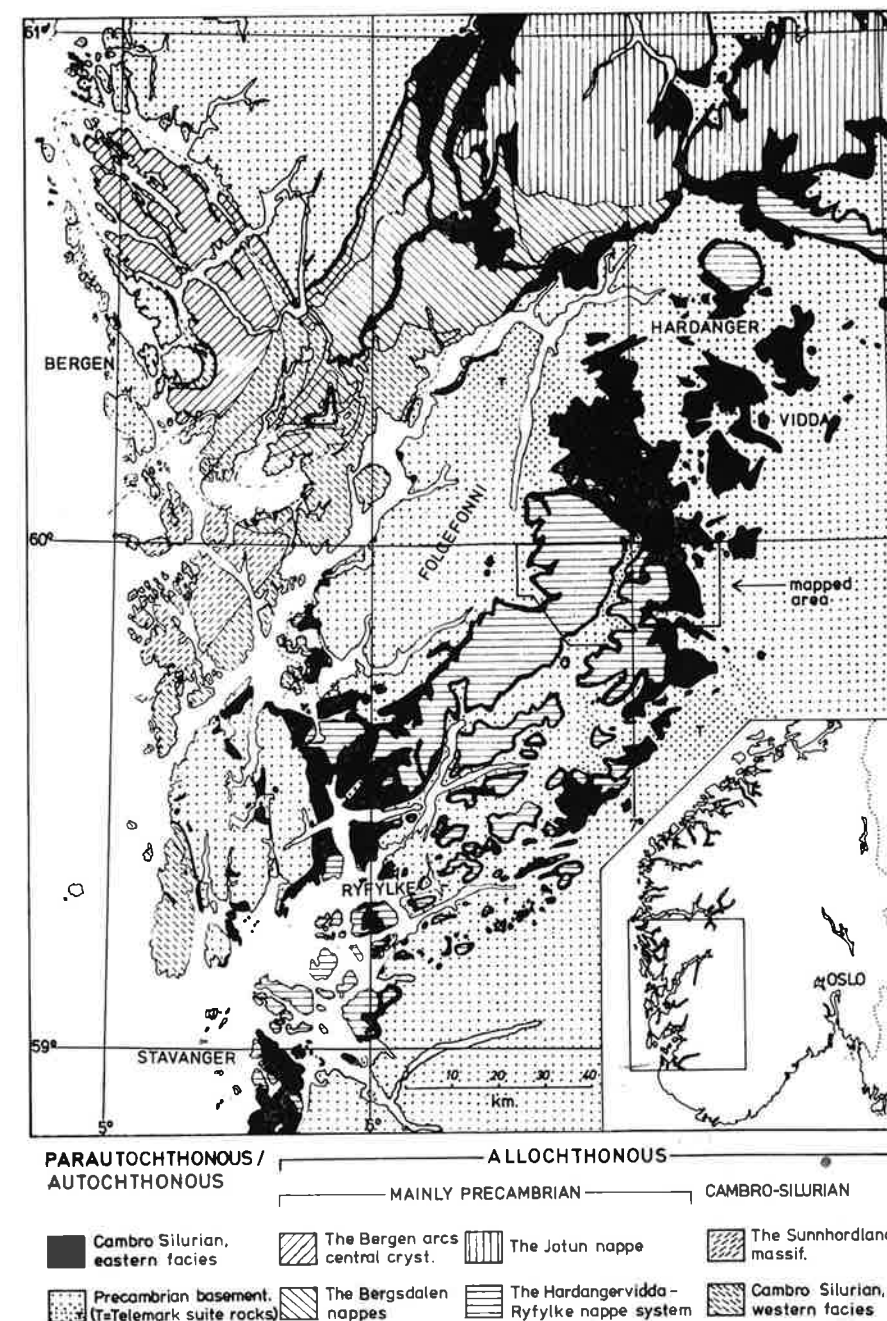 61°
BERGEN
HARDANGER
VIDDA
T
FOLGEFONNI
60°
mapped
area
T
RYFYLKE
OSLO
59°
STAVANGER
10 20 30 40
km.
5° 5°
PARAUTOCHTHONOUS/
AUTOCHTHONOUS
ALLOCHTHONOUS
MAINLY PRECAMBRIAN
CAMBRO-SILURIAN
Cambro Silurian,
eastern facies
The Bergen arcs
central cryst.
The Jotun nappe
The Sunnhordlan
massif.
Precambrian basement.
(T=Telemark suite rocks)
The Bergsdalen
nappes
The Hardangervidda-
Ryfylke nappe system
Cambro Silurian,
western facies